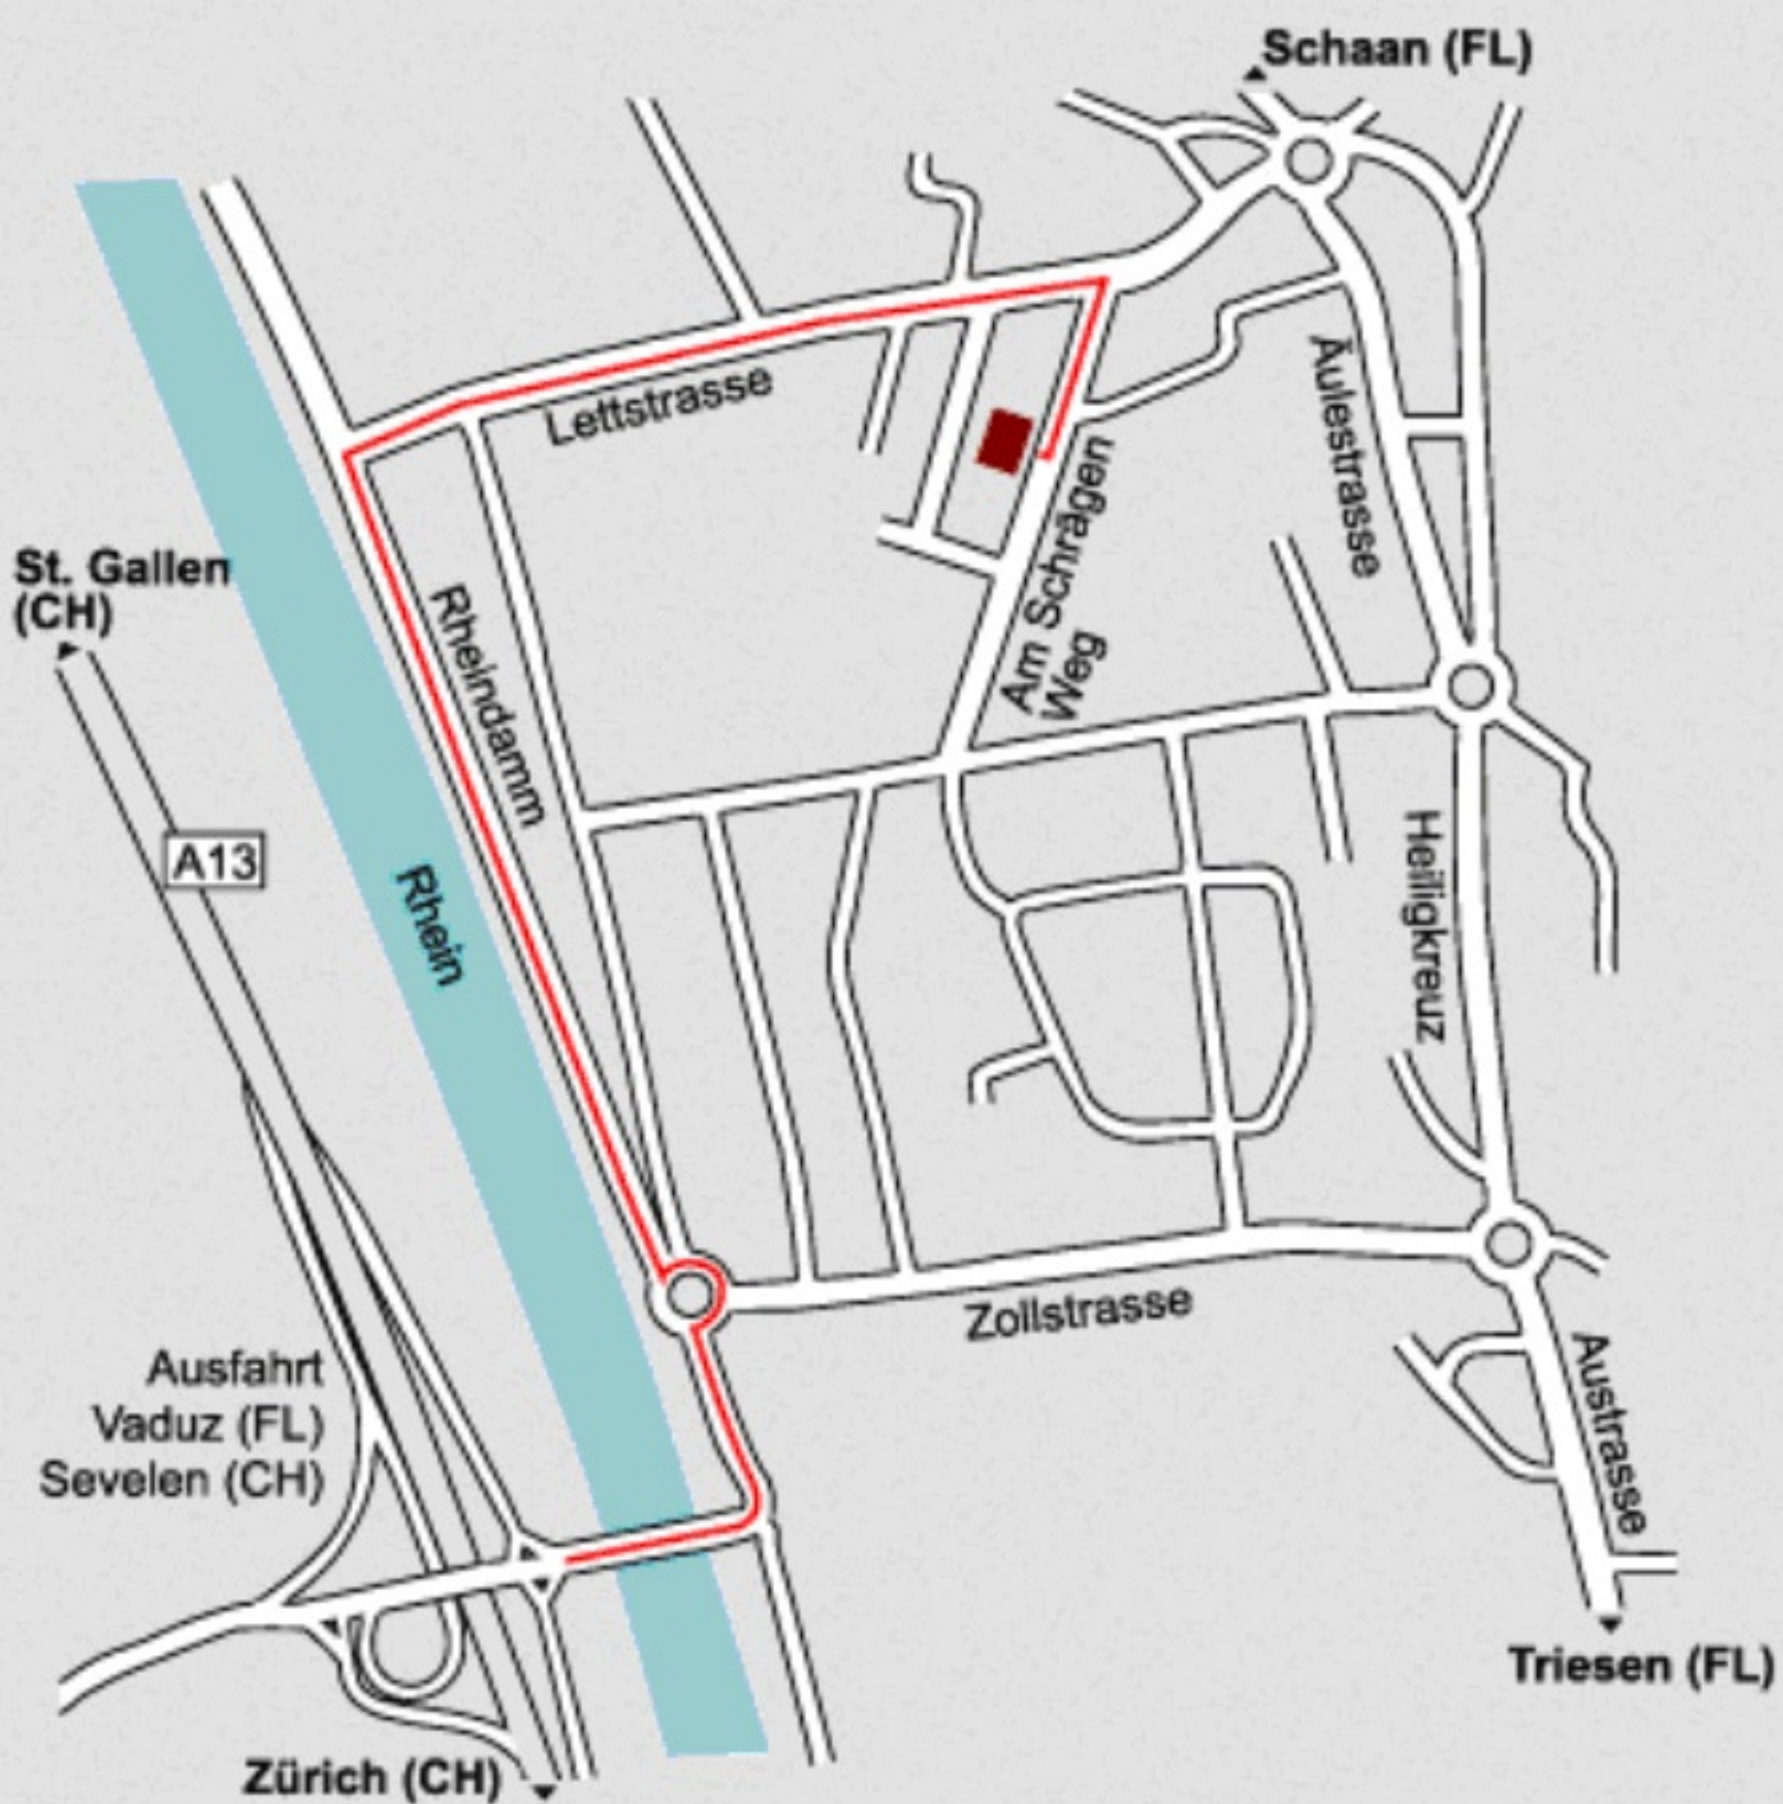 Schaan (FL)
Lettstrasse
Äulestrasse
St. Gallen
(CH)
Rheindamm
Am Schrägen
Weg
A13
Rhein
Heiligkreuz
Zollstrasse
Ausfahrt
Vaduz (FL)
Sevelen (CH)
Austrasse
Triesen (FL)
Zürich (CH)